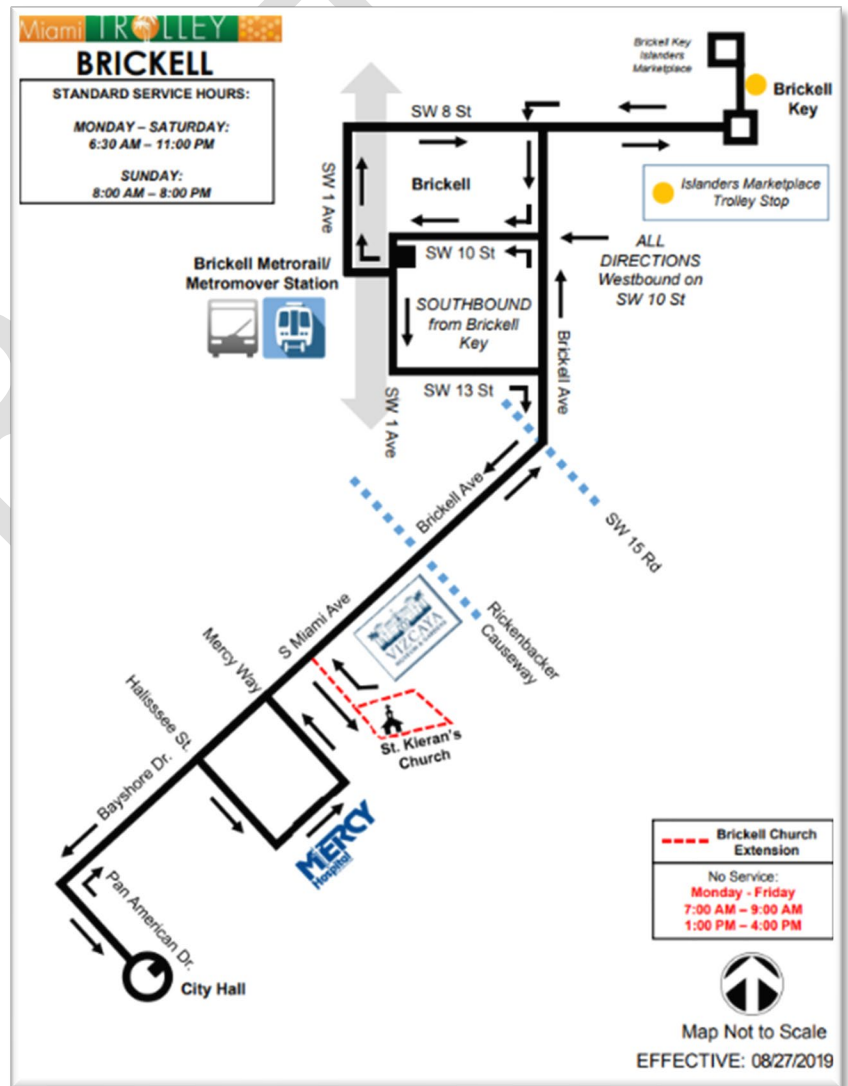 Miami TROLLEY
BRICKELL
STANDARD SERVICE HOURS:
MONDAY – SATURDAY:
6:30 AM – 11:00 PM
SUNDAY:
8:00 AM – 8:00 PM
Brickell Key
Islanders
Marketplace
Brickell
Key
SW 8 St
Islanders Marketplace
Trolley Stop
SW 1 Ave
Brickell
SW 10 St
ALL
DIRECTIONS
Westbound on
SW 10 St
Brickell Metrorail/
Metromover Station
SOUTHBOUND
from Brickell
Key
Brickell Ave
SW 13 St
SW 1 Ave
Brickell Ave
SW 15 Rd
Rickenbacker
Causeway
VIZCAYA
MUSEUM & GARDENS
S Miami Ave
Mercy Way
Halisssee St.
St. Kieran's
Church
Bayshore Dr.
MERCY
Hospital
Pan American Dr.
City Hall
Brickell Church
Extension
No Service:
Monday - Friday
7:00 AM – 9:00 AM
1:00 PM – 4:00 PM
Map Not to Scale
EFFECTIVE: 08/27/2019